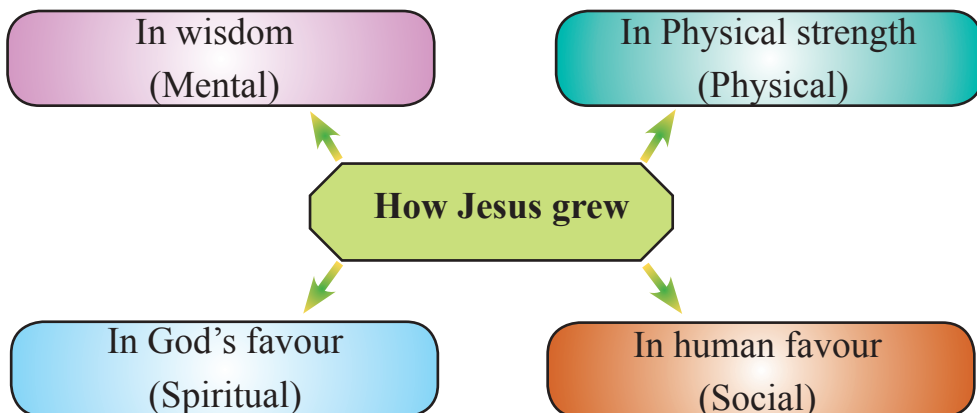 In wisdom
(Mental)
In Physical strength
(Physical)
How Jesus grew
In God’s favour
(Spiritual)
In human favour
(Social)